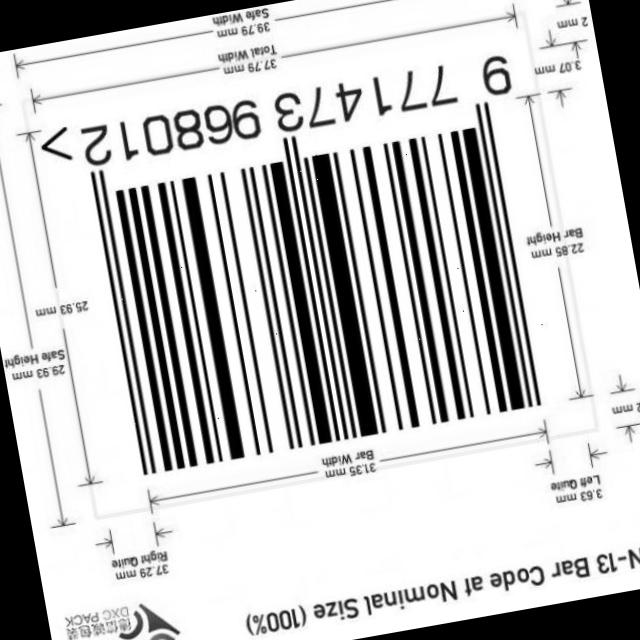 N-13 Bar Code at Nominal Size (100%)
DXC PACK
3.63 mm
Left Quite
37.29 mm
Right Quite
31.35 mm
Bar Width
2 mm
22.85 mm
Bar Height
29.93 mm
Safe Height
25.93 mm
9 771473 968012>
3.07 mm
2 mm
37.79 mm
Total Width
39.79 mm
Safe Width